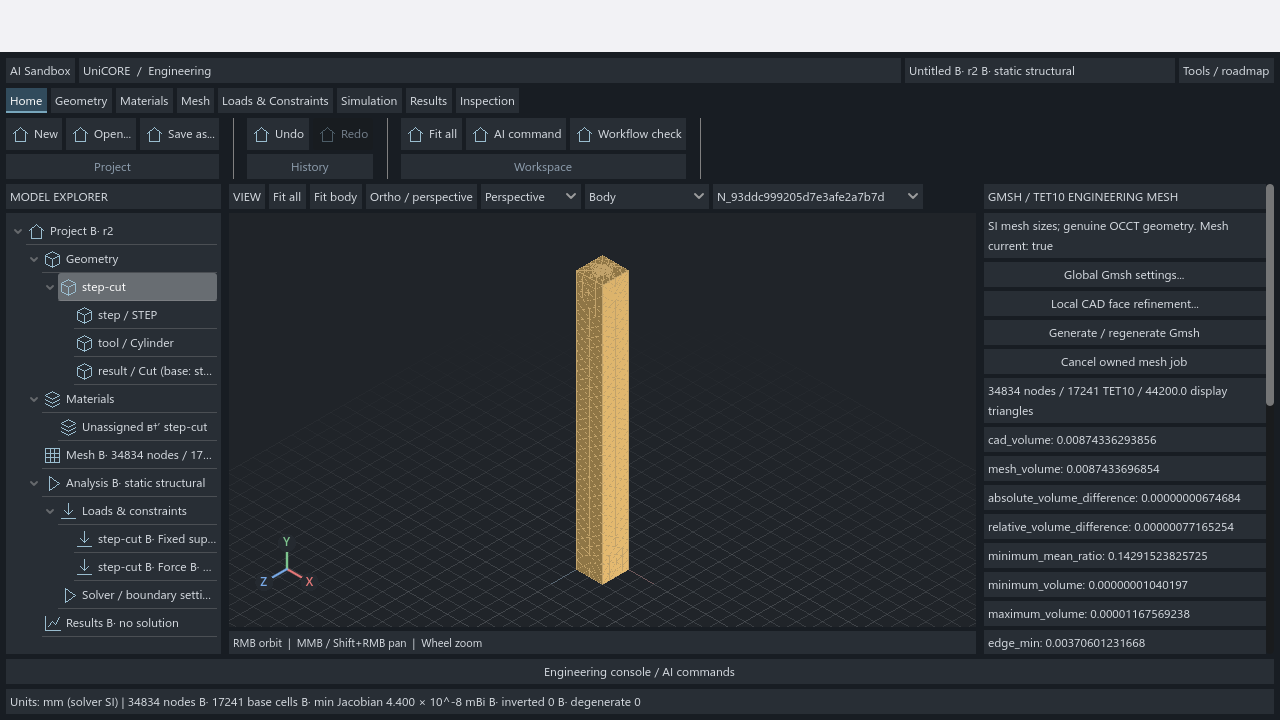 AI Sandbox
UniCORE / Engineering
Untitled В· r2 В· static structural
Tools / roadmap
Home
Geometry
Materials
Mesh
Loads & Constraints
Simulation
Results
Inspection
New
Open...
Save as...
Undo
Redo
Fit all
AI command
Workflow check
Project
History
Workspace
MODEL EXPLORER
VIEW
Fit all
Fit body
Ortho / perspective
Perspective
Body
N_93ddc999205d7e3afe2a7b7d
GMSH / TET10 ENGINEERING MESH
Project В· r2
Geometry
step-cut
step / STEP
tool / Cylinder
result / Cut (base: st...
Materials
Unassigned в†’ step-cut
Mesh В· 34834 nodes / 17...
Analysis В· static structural
Loads & constraints
step-cut В· Fixed sup...
step-cut В· Force В· ...
Solver / boundary setti...
Results В· no solution
Y
Z
X
RMB orbit | MMB / Shift+RMB pan | Wheel zoom
SI mesh sizes; genuine OCCT geometry. Mesh
current: true
Global Gmsh settings...
Local CAD face refinement...
Generate / regenerate Gmsh
Cancel owned mesh job
34834 nodes / 17241 TET10 / 44200.0 display
triangles
cad_volume: 0.00874336293856
mesh_volume: 0.0087433696854
absolute_volume_difference: 0.00000000674684
relative_volume_difference: 0.00000077165254
minimum_mean_ratio: 0.14291523825725
minimum_volume: 0.00000001040197
maximum_volume: 0.00001167569238
edge_min: 0.00370601231668
Engineering console / AI commands
Units: mm (solver SI) | 34834 nodes В· 17241 base cells В· min Jacobian 4.400 × 10^-8 mВі В· inverted 0 В· degenerate 0